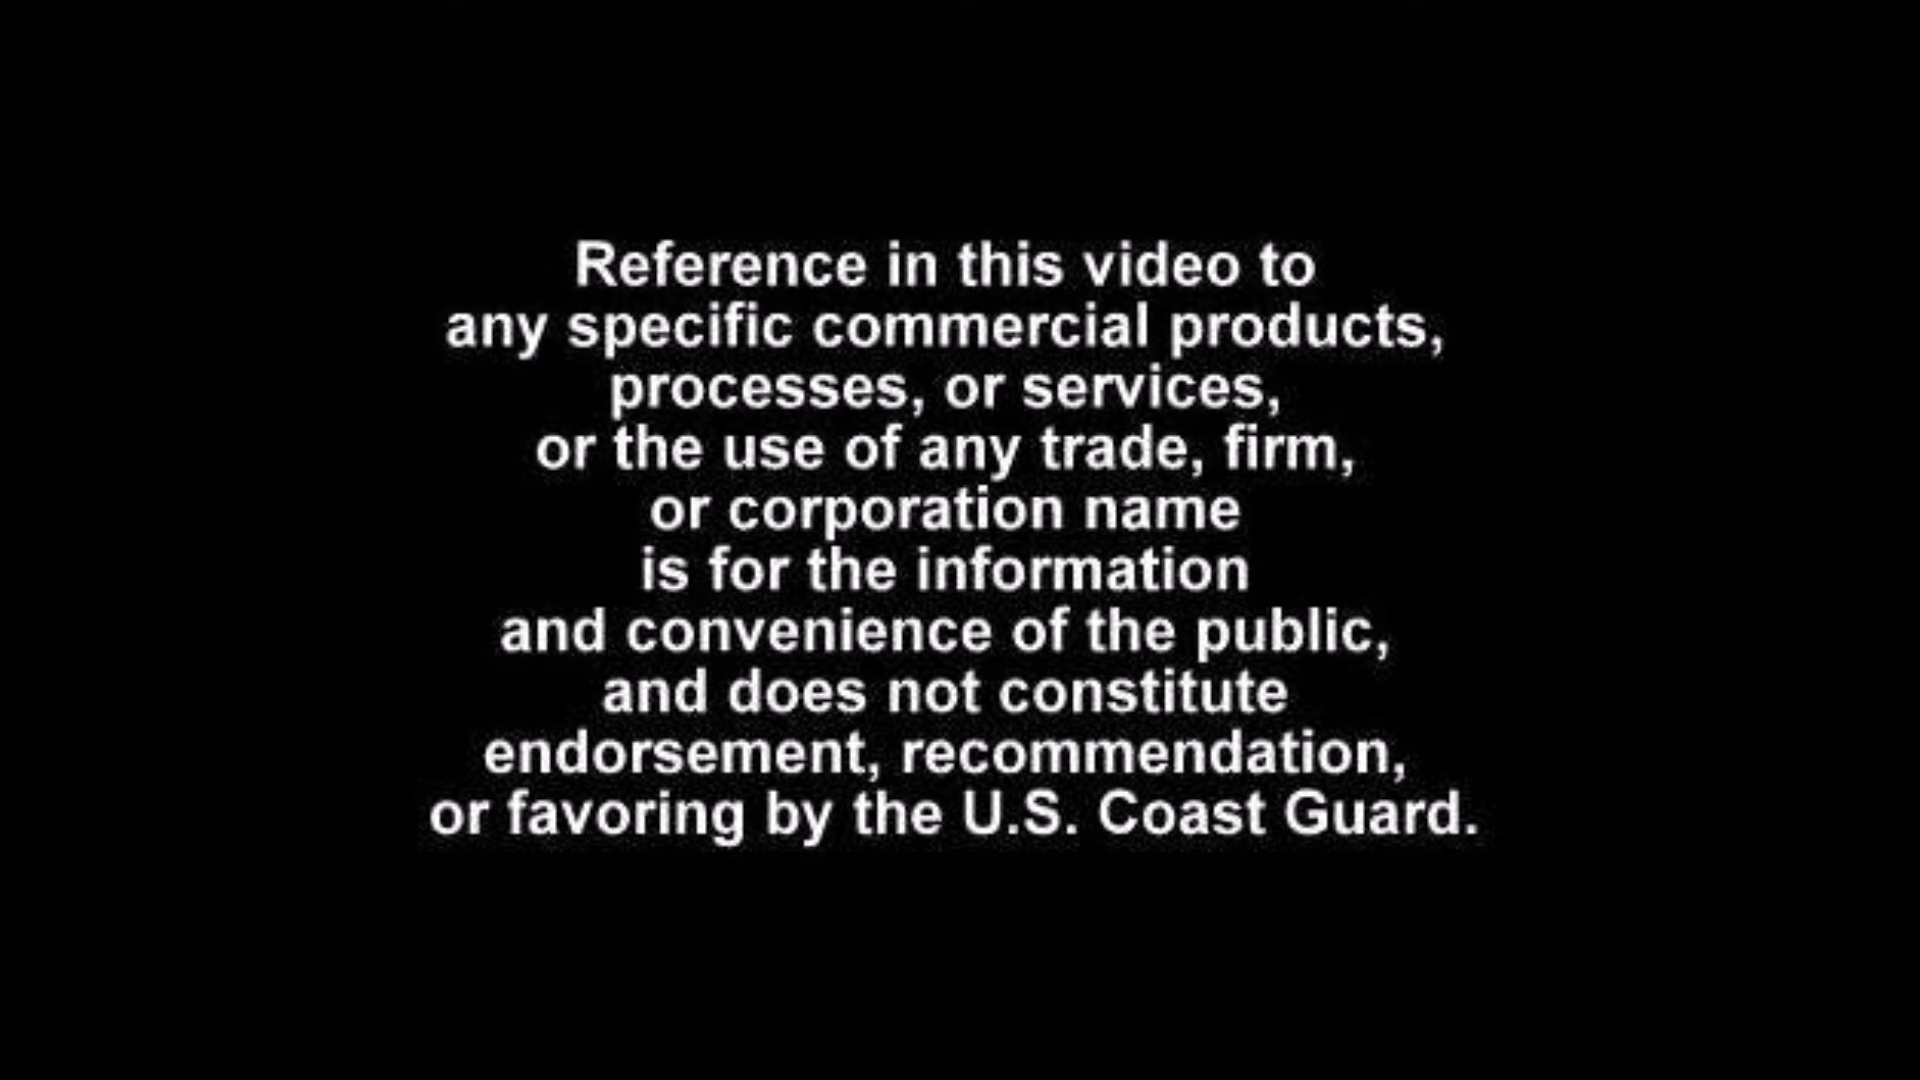 Reference in this video to
any specific commercial products,
processes, or services,
or the use of any trade, firm,
or corporation name
is for the information
and convenience of the public,
and does not constitute
endorsement, recommendation,
or favoring by the U.S. Coast Guard.